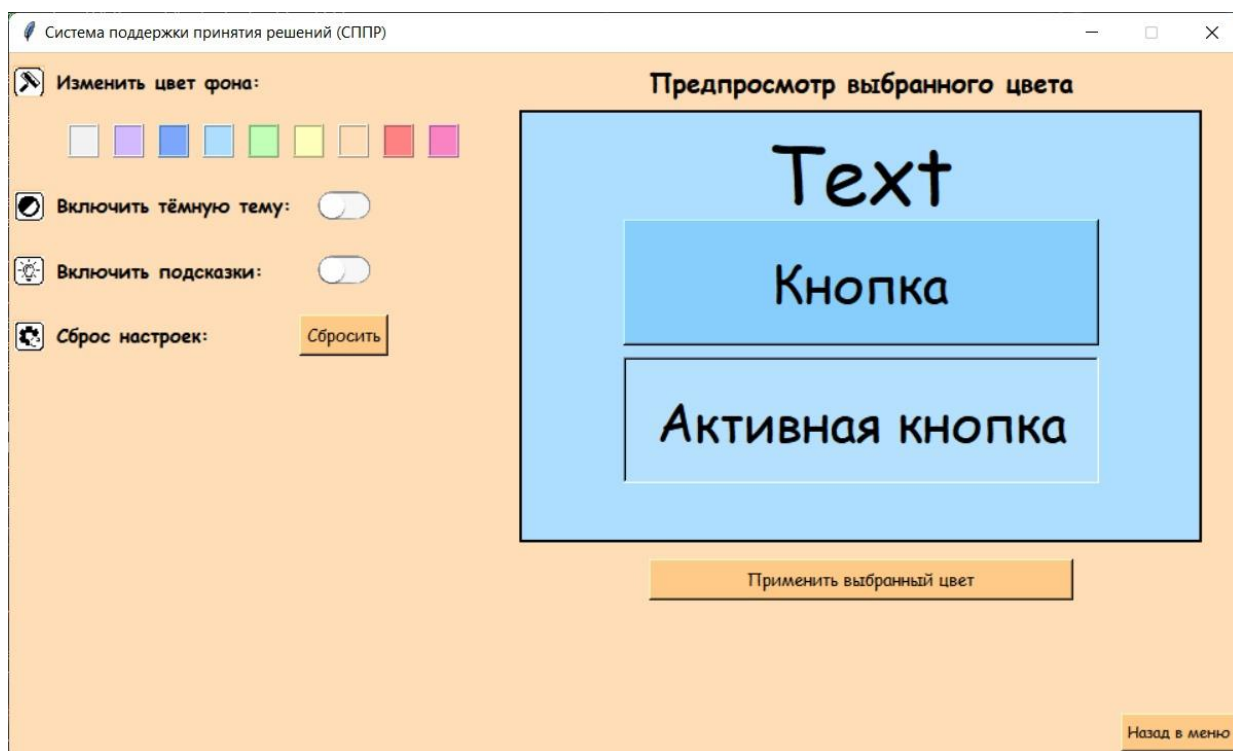 Система поддержки принятия решений (СППР)
Изменить цвет фона:
Включить тёмную тему:
Включить подсказки:
Сброс настроек:
Сбросить
Предпросмотр выбранного цвета
Text
Кнопка
Активная кнопка
Применить выбранный цвет
Назад в меню